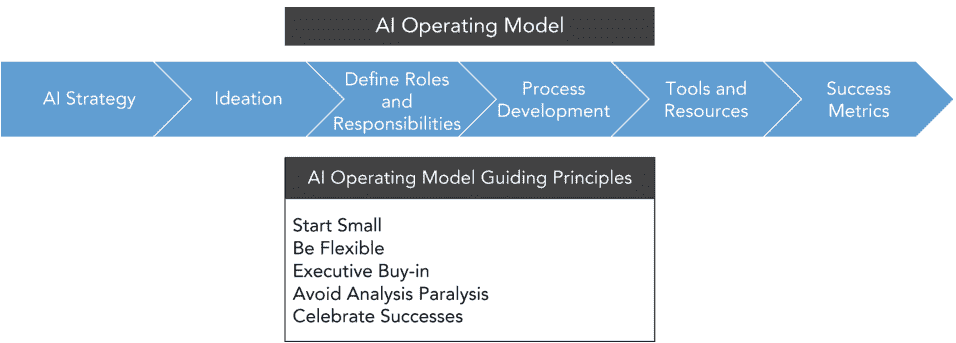 AI Operating Model
AI Strategy
Ideation
Define Roles
and
Responsibilities
Process
Development
Tools and
Resources
Success
Metrics
AI Operating Model Guiding Principles
Start Small
Be Flexible
Executive Buy-in
Avoid Analysis Paralysis
Celebrate Successes